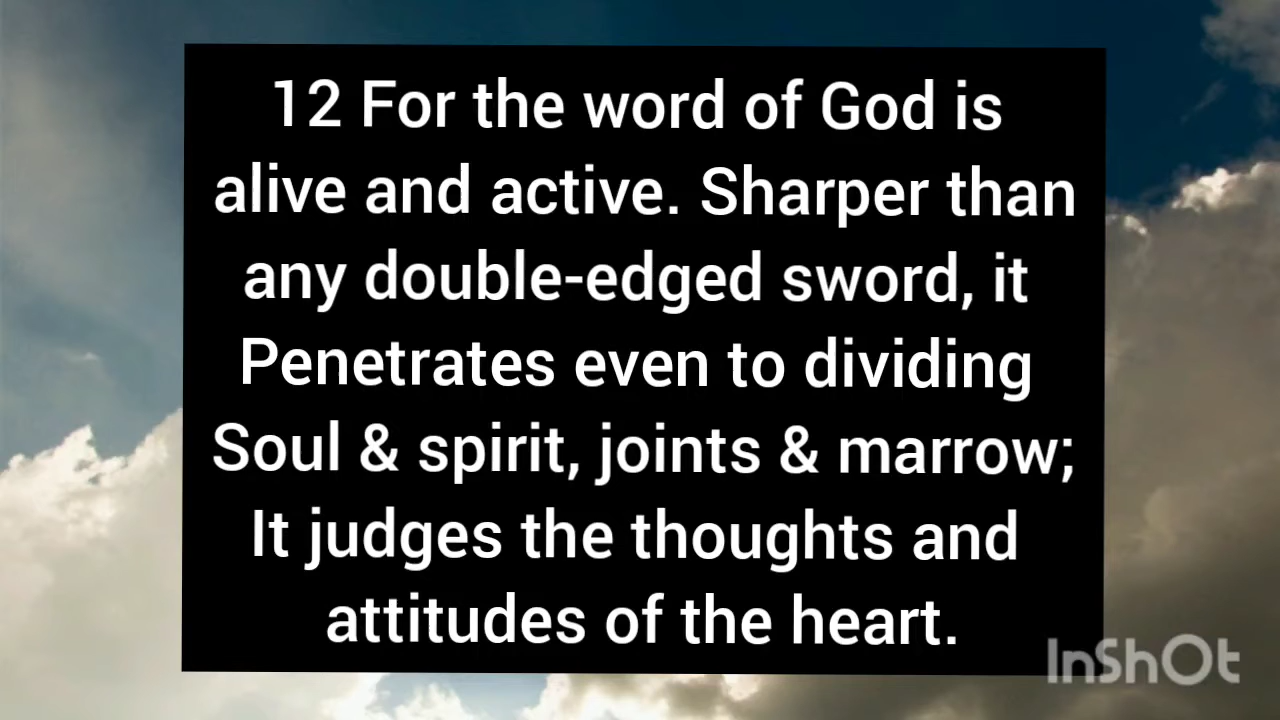 12 For the word of God is
alive and active. Sharper than
any double-edged sword, it
Penetrates even to dividing
Soul & spirit, joints & marrow;
It judges the thoughts and
attitudes of the heart.
InShOt